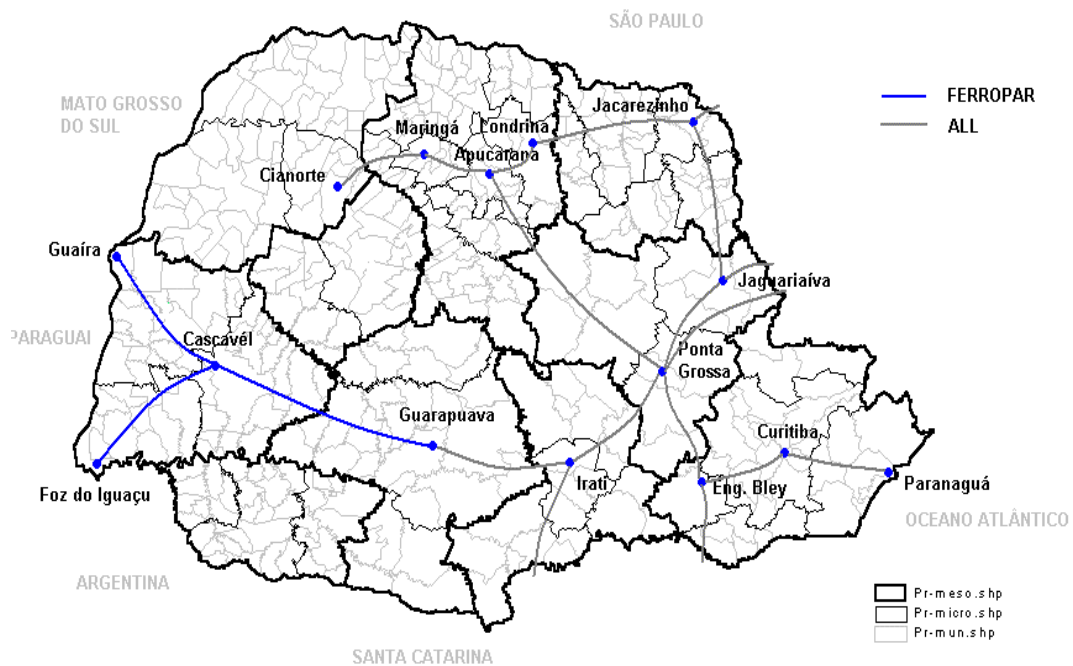 SÃO PAULO
MATO GROSSO
DO SUL
FERROPAR
ALL
Jacarezinho
Maringá
Londrina
Apucarana
Cianorte
Guaíra
Jaguariaíva
PARAGUAI
Cascavél
Ponta
Grossa
Guarapuava
Curitiba
Irati
Eng. Bley
Paranaguá
Foz do Iguaçu
OCEANO ATLÂNTICO
ARGENTINA
Pr-meso.shp
Pr-micro.shp
Pr-mun.shp
SANTA CATARINA